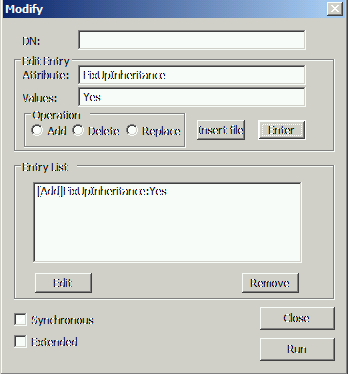 Modify
DN:
Edit Entry
Attribute: FixUpInheritance
Values: Yes
Operation
Add Delete Replace Insert file Enter
Entry List
[Add]FixUpInheritance:Yes
Edit Remove
Synchronous
Close
Extended
Run